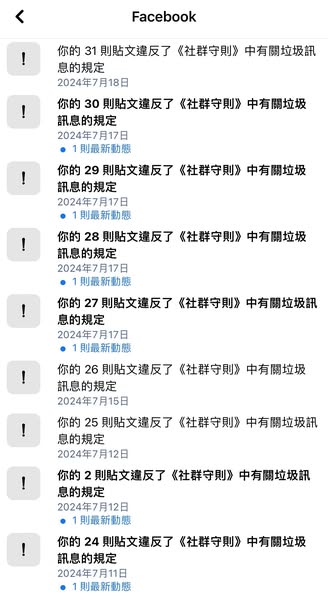 Facebook
你的 31 則貼文違反了《社群守則》中有關垃圾訊
息的規定
2024年7月18日
你的 30 則貼文違反了《社群守則》中有關垃圾
訊息的規定
2024年7月17日
1 則最新動態
你的 29 則貼文違反了《社群守則》中有關垃圾
訊息的規定
2024年7月17日
1 則最新動態
你的 28 則貼文違反了《社群守則》中有關垃圾
訊息的規定
2024年7月17日
1 則最新動態
你的 27 則貼文違反了《社群守則》中有關垃圾訊
息的規定
2024年7月17日
1 則最新動態
你的 26 則貼文違反了《社群守則》中有關垃圾
訊息的規定
2024年7月15日
你的 25 則貼文違反了《社群守則》中有關垃圾
訊息的規定
2024年7月12日
你的 2 則貼文違反了《社群守則》中有關垃圾訊
息的規定
2024年7月12日
1 則最新動態
你的 24 則貼文違反了《社群守則》中有關垃圾
訊息的規定
2024年7月11日
1 則最新動態